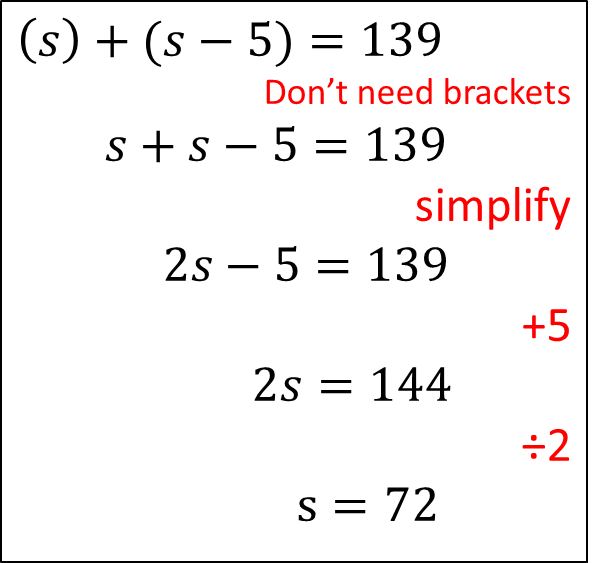 (s) + (s − 5) = 139
Don't need brackets
s + s − 5 = 139
simplify
2s − 5 = 139
+5
2s = 144
÷2
s = 72